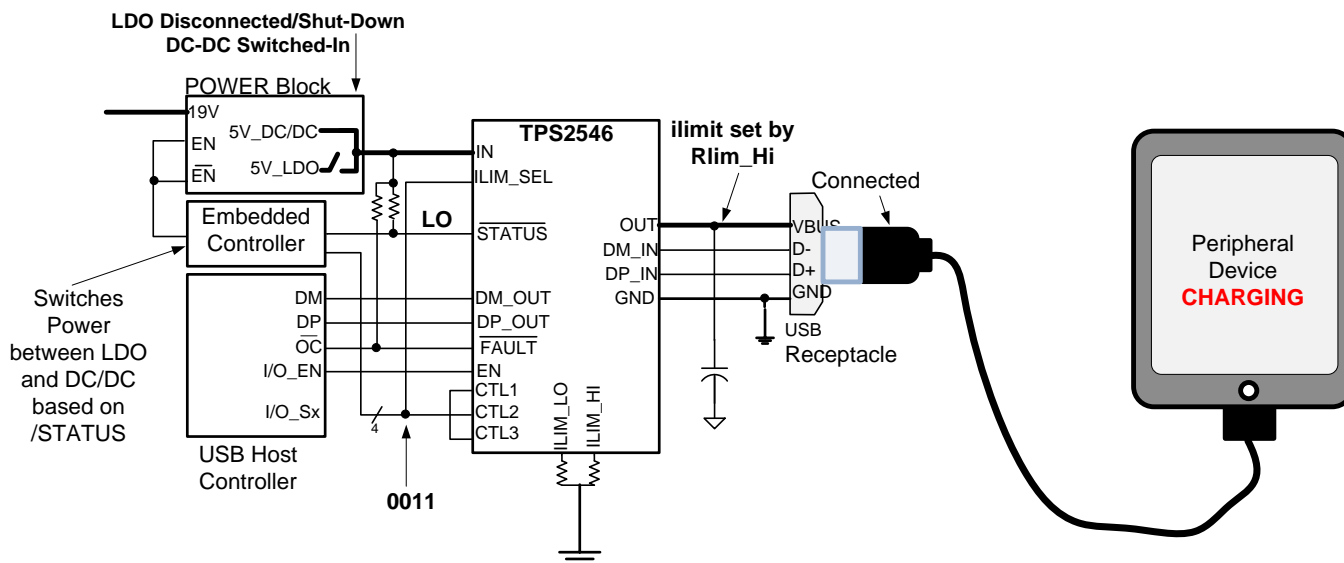 LDO Disconnected/Shut-Down
DC-DC Switched-In
POWER Block
19V
EN
EN
5V_DC/DC
5V_LDO
Embedded
Controller
Switches
Power
between LDO
and DC/DC
based on
/STATUS
DM
DP
OC
I/O_EN
I/O_Sx
USB Host
Controller
LO
4
0011
TPS2546
IN
ILIM_SEL
STATUS
DM_OUT
DP_OUT
FAULT
EN
CTL1
CTL2
CTL3
ILIM_LO
ILIM_HI
OUT
DM_IN
DP_IN
GND
ilimit set by
Rlim_Hi
Connected
VBUS
D-
D+
GND
USB
Receptacle
Peripheral
Device
CHARGING